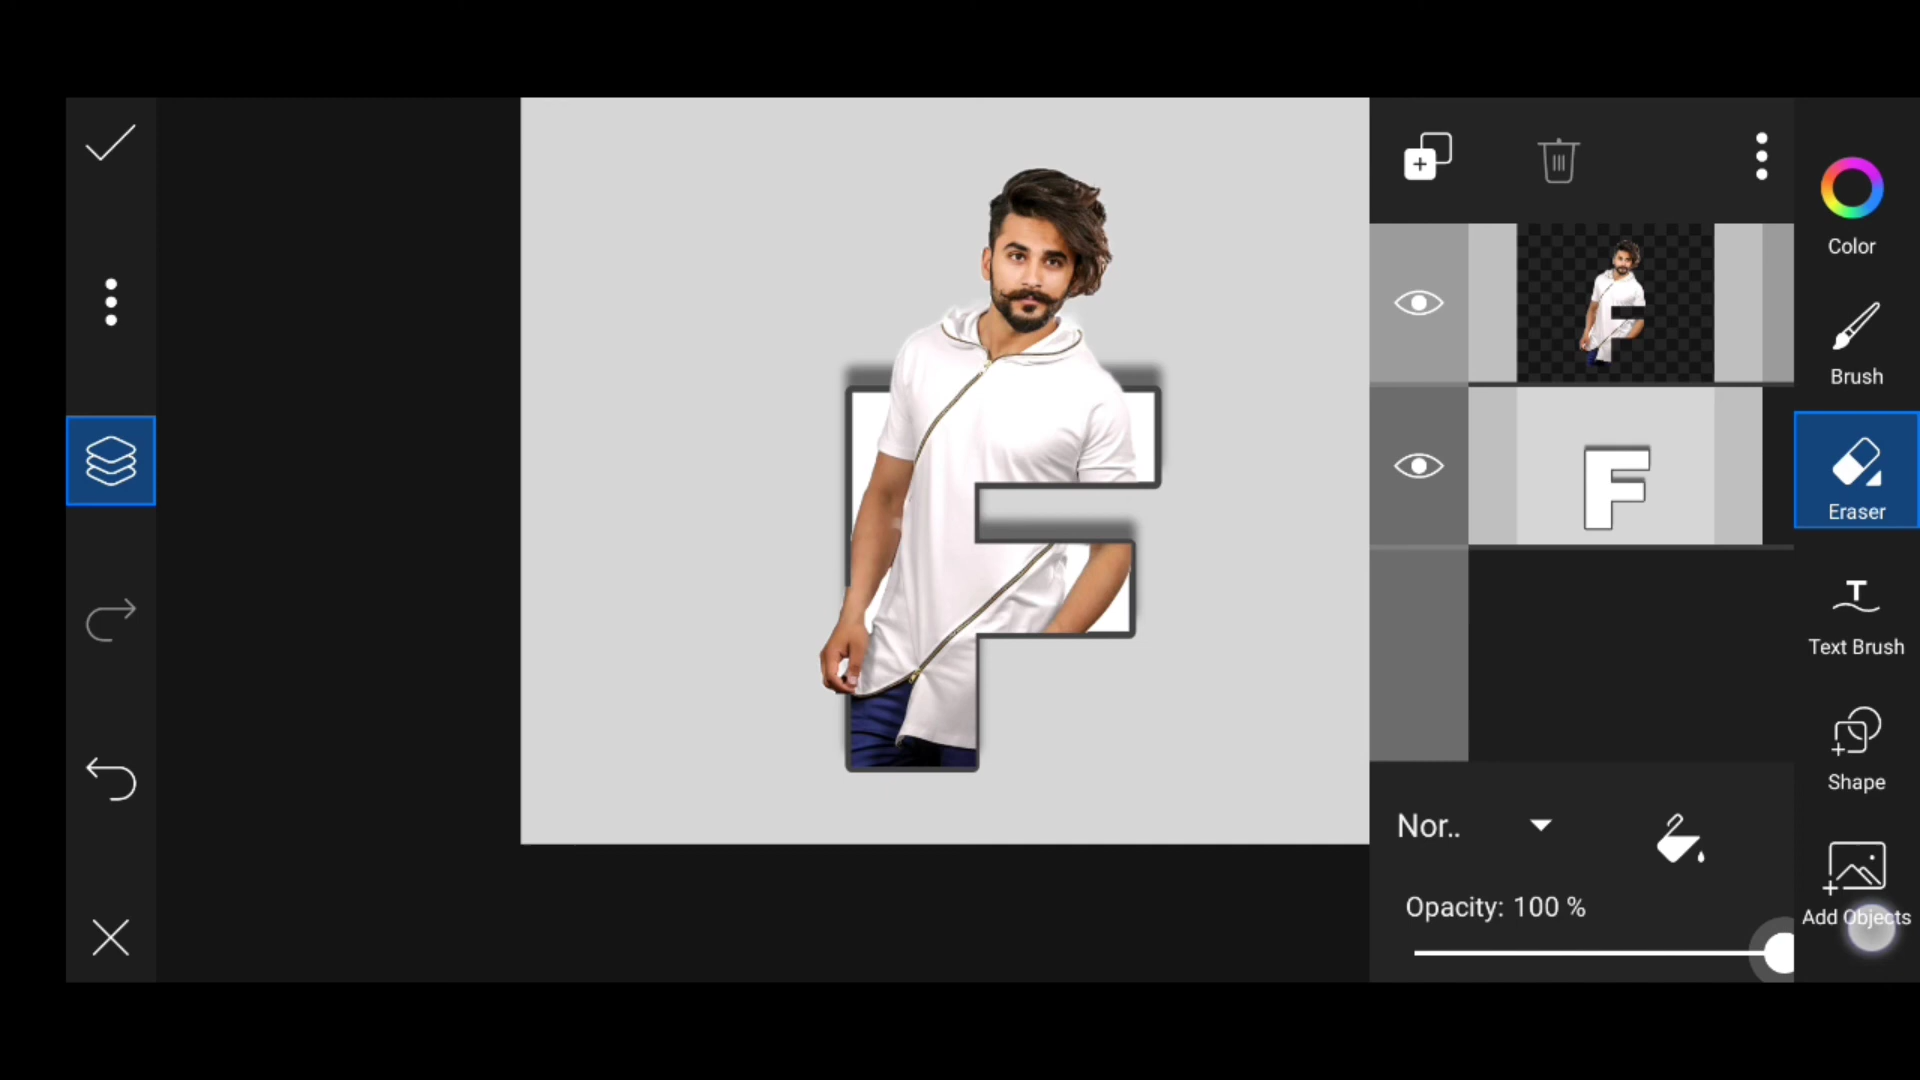 Color
Brush
Eraser
Text Brush
Shape
Add Objects
Nor..
Opacity: 100 %
F
F
F
T